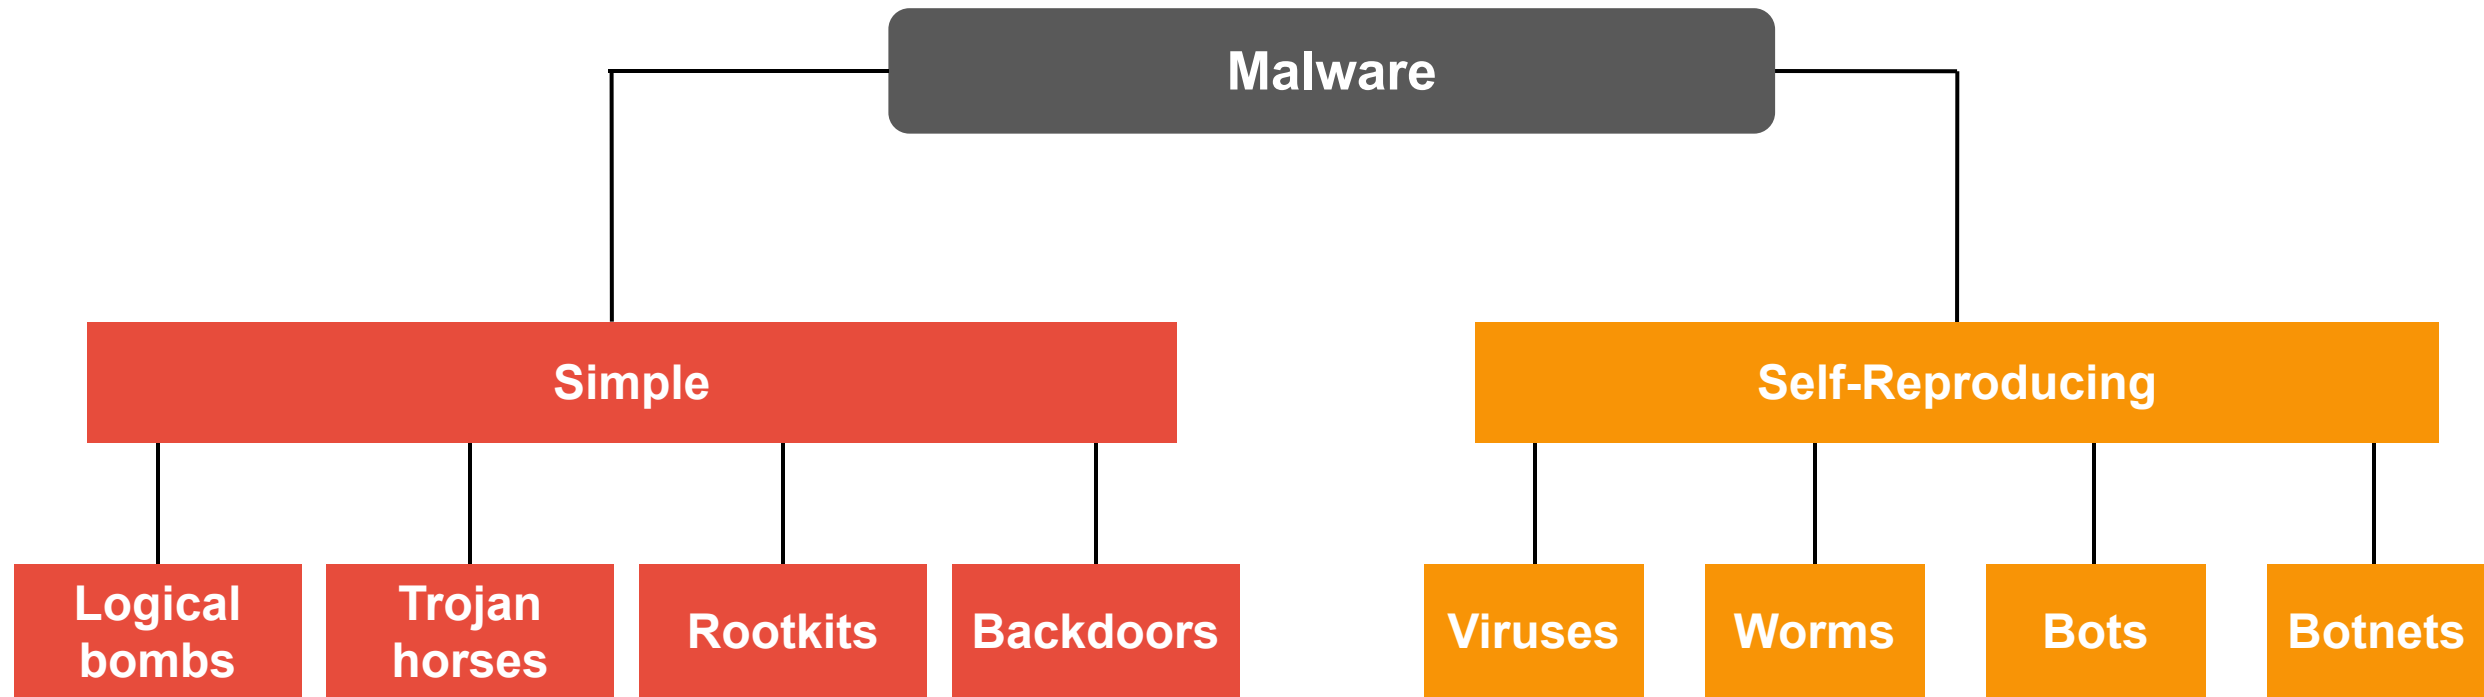 Malware
Simple
Self-Reproducing
Logical
bombs
Trojan
horses
Rootkits
Backdoors
Viruses
Worms
Bots
Botnets